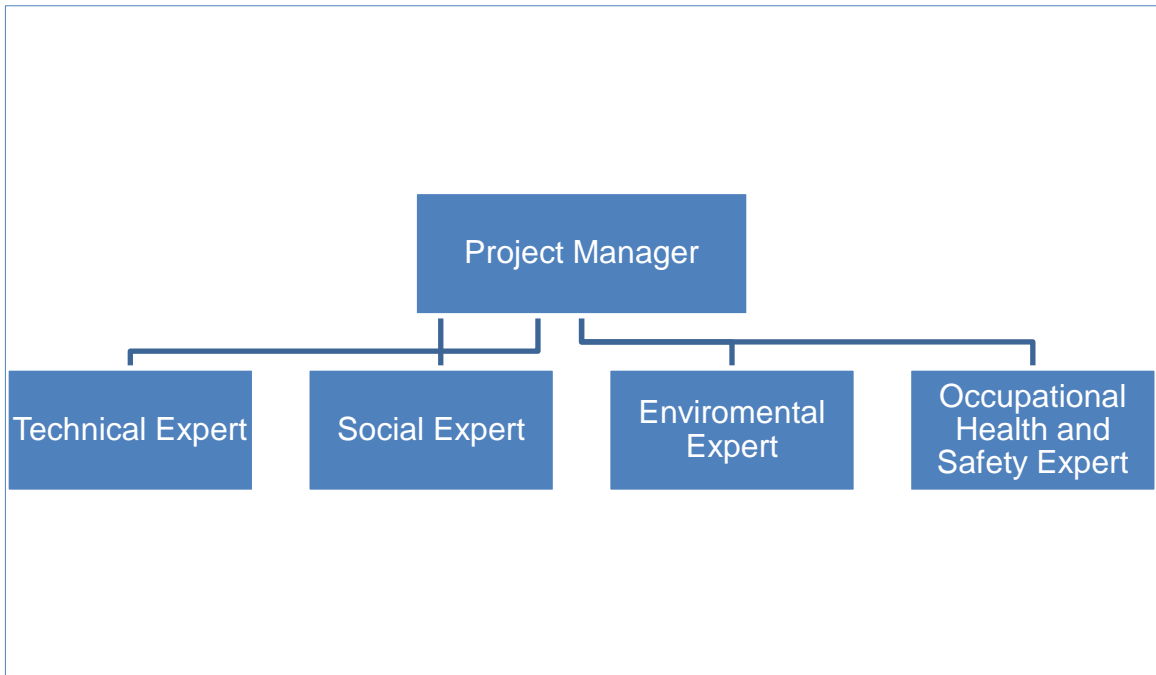 Project Manager
Technical Expert
Social Expert
Enviromental
Expert
Occupational
Health and
Safety Expert